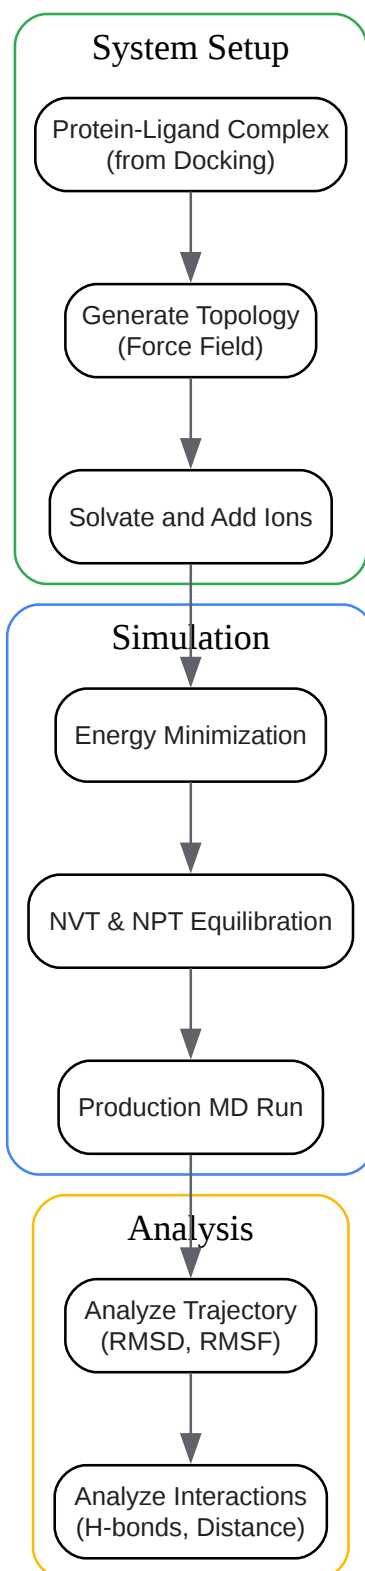 System Setup
Protein-Ligand Complex
(from Docking)
Generate Topology
(Force Field)
Solvate and Add Ions
Simulation
Energy Minimization
NVT & NPT Equilibration
Production MD Run
Analysis
Analyze Trajectory
(RMSD, RMSF)
Analyze Interactions
(H-bonds, Distance)